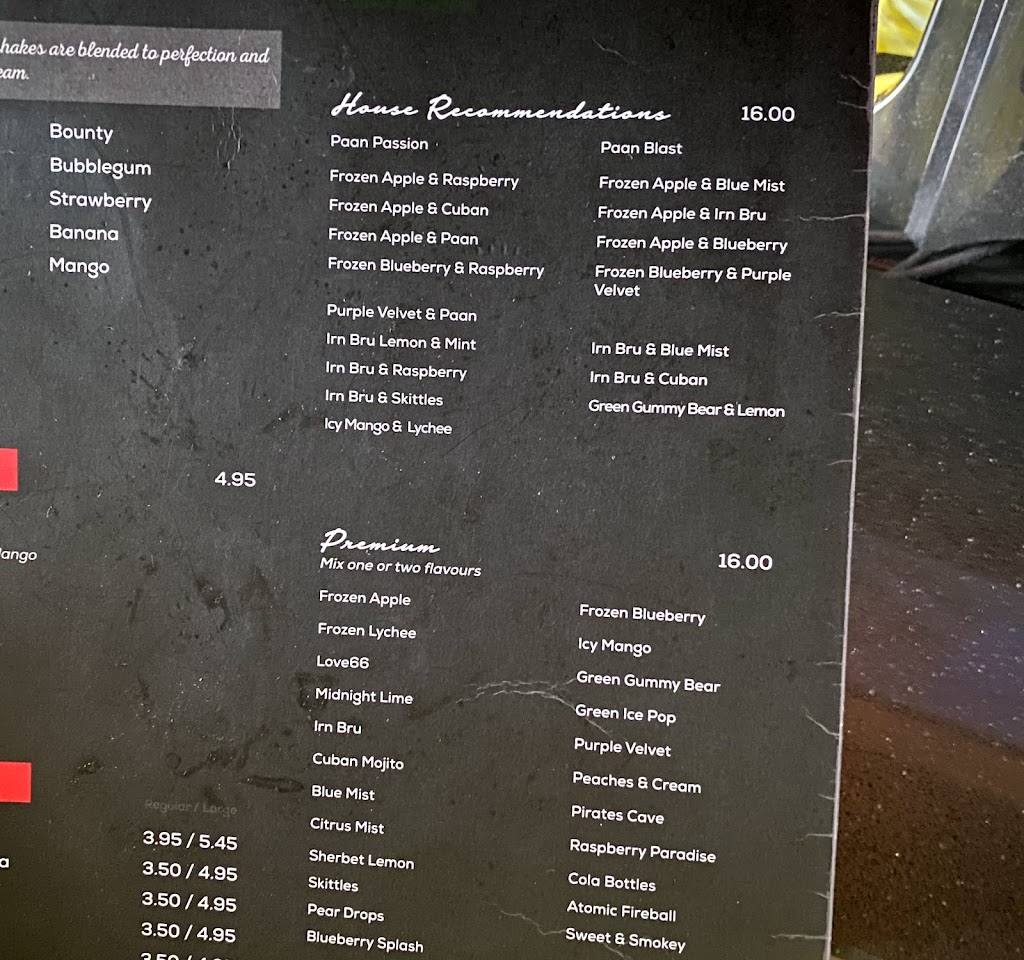 hakes are blended to perfection and
eam.
Bounty
Bubblegum
Strawberry
Banana
Mango
4.95
ango
Regular / Large
3.95 / 5.45
3.50 / 4.95
3.50 / 4.95
3.50 / 4.95
House Recommendations 16.00
Paan Passion Paan Blast
Frozen Apple & Raspberry Frozen Apple & Blue Mist
Frozen Apple & Cuban Frozen Apple & Irn Bru
Frozen Apple & Paan Frozen Apple & Blueberry
Frozen Blueberry & Raspberry Frozen Blueberry & Purple
Velvet
Purple Velvet & Paan
Irn Bru Lemon & Mint Irn Bru & Blue Mist
Irn Bru & Raspberry Irn Bru & Cuban
Irn Bru & Skittles Green Gummy Bear & Lemon
Icy Mango & Lychee
Premium 16.00
Mix one or two flavours
Frozen Apple Frozen Blueberry
Frozen Lychee Icy Mango
Love66 Green Gummy Bear
Midnight Lime Green Ice Pop
Irn Bru Purple Velvet
Cuban Mojito Peaches & Cream
Blue Mist Pirates Cave
Citrus Mist Raspberry Paradise
Sherbet Lemon Cola Bottles
Skittles Atomic Fireball
Pear Drops Sweet & Smokey
Blueberry Splash